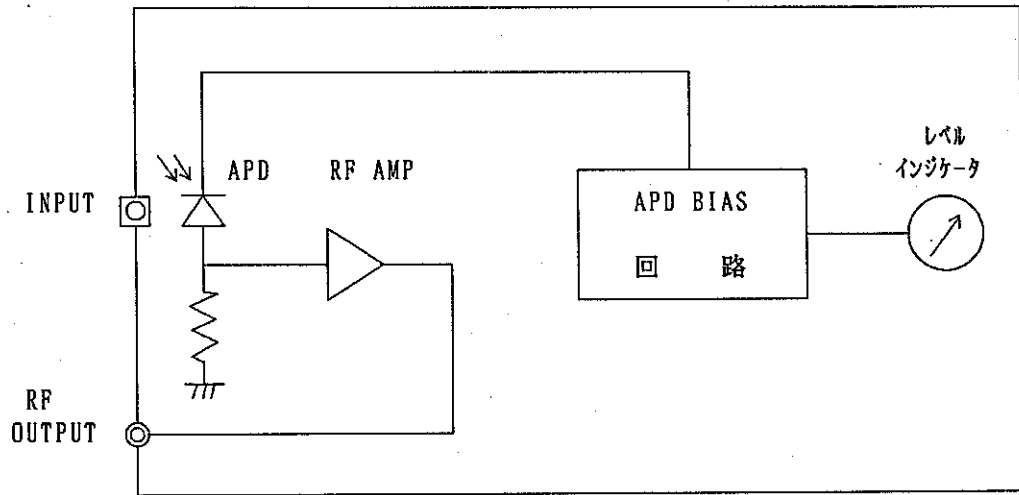 レベル
インジケータ
APD
RF AMP
INPUT
APD BIAS
回 路
RF
OUTPUT